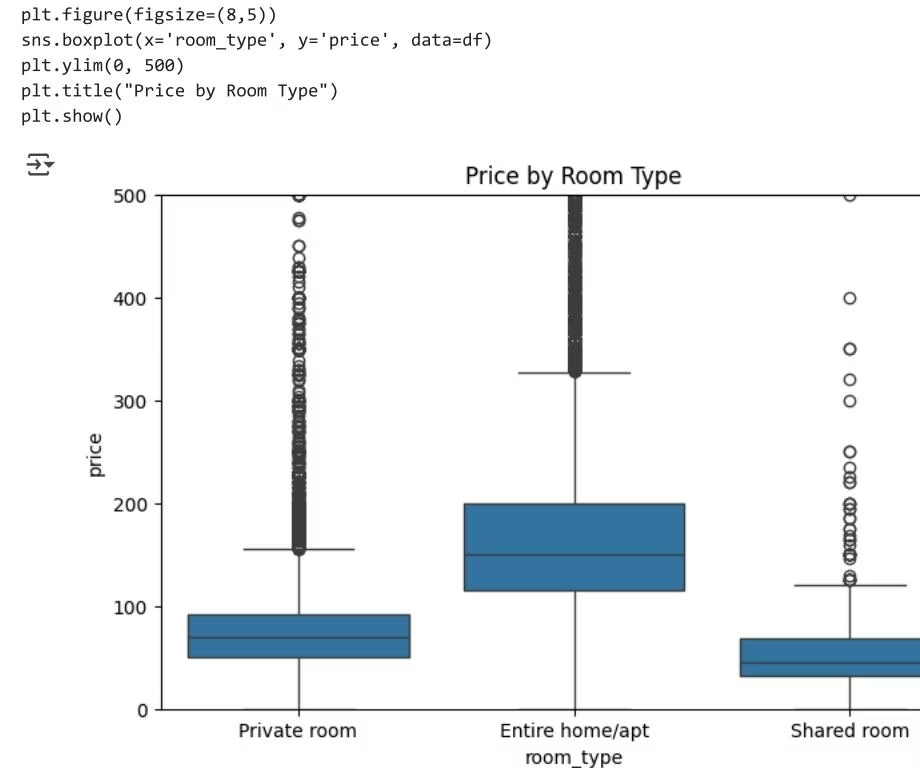 plt.figure(figsize=(8,5))
sns.boxplot(x='room_type', y='price', data=df)
plt.ylim(0, 500)
plt.title("Price by Room Type")
plt.show()
Price by Room Type
500
400
300
200
100
0
price
Private room Entire home/apt Shared room
room_type